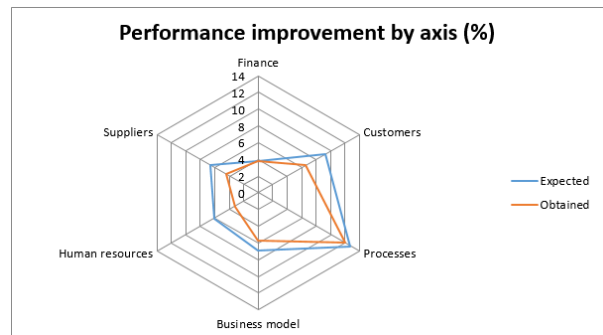 Performance improvement by axis (%)
Finance
14
12
10
8
6
4
2
0
Suppliers
Customers
Expected
Obtained
Human resources
Processes
Business model